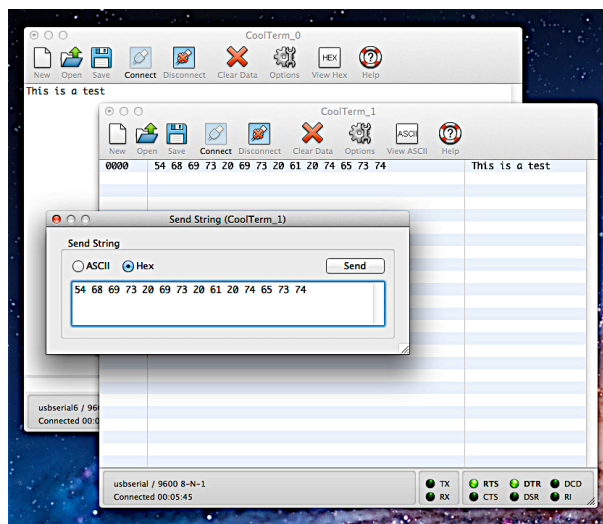 CoolTerm_0
New Open Save Connect Disconnect Clear Data Options View Hex Help
HEX
This is a test
CoolTerm_1
New Open Save Connect Disconnect Clear Data Options View ASCII Help
ASCII
0000 54 68 69 73 20 69 73 20 61 20 74 65 73 74 This is a test
Send String (CoolTerm_1)
Send String
ASCII Hex Send
54 68 69 73 20 69 73 20 61 20 74 65 73 74
usbserial6 / 960
Connected 00:0
usbserial / 9600 8-N-1
Connected 00:05:45
TX RTS DTR DCD
RX CTS DSR RI